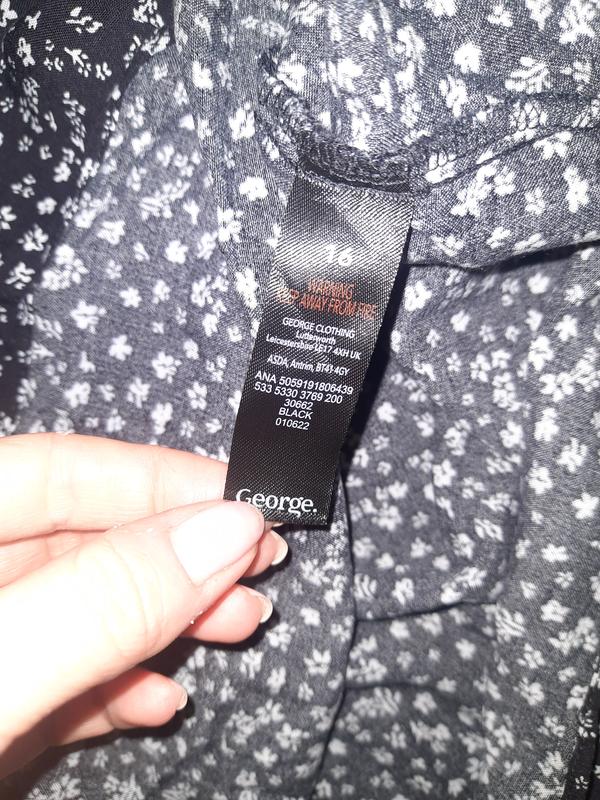 16
WARNING
KEEP AWAY FROM FIRE
GEORGE CLOTHING
Lutterworth
Leicestershire LE17 4XH UK
ASDA, Antrim, BT41 4GY
ANA 5059191806439
533 5330 3769 200
30662
BLACK
010622
George.